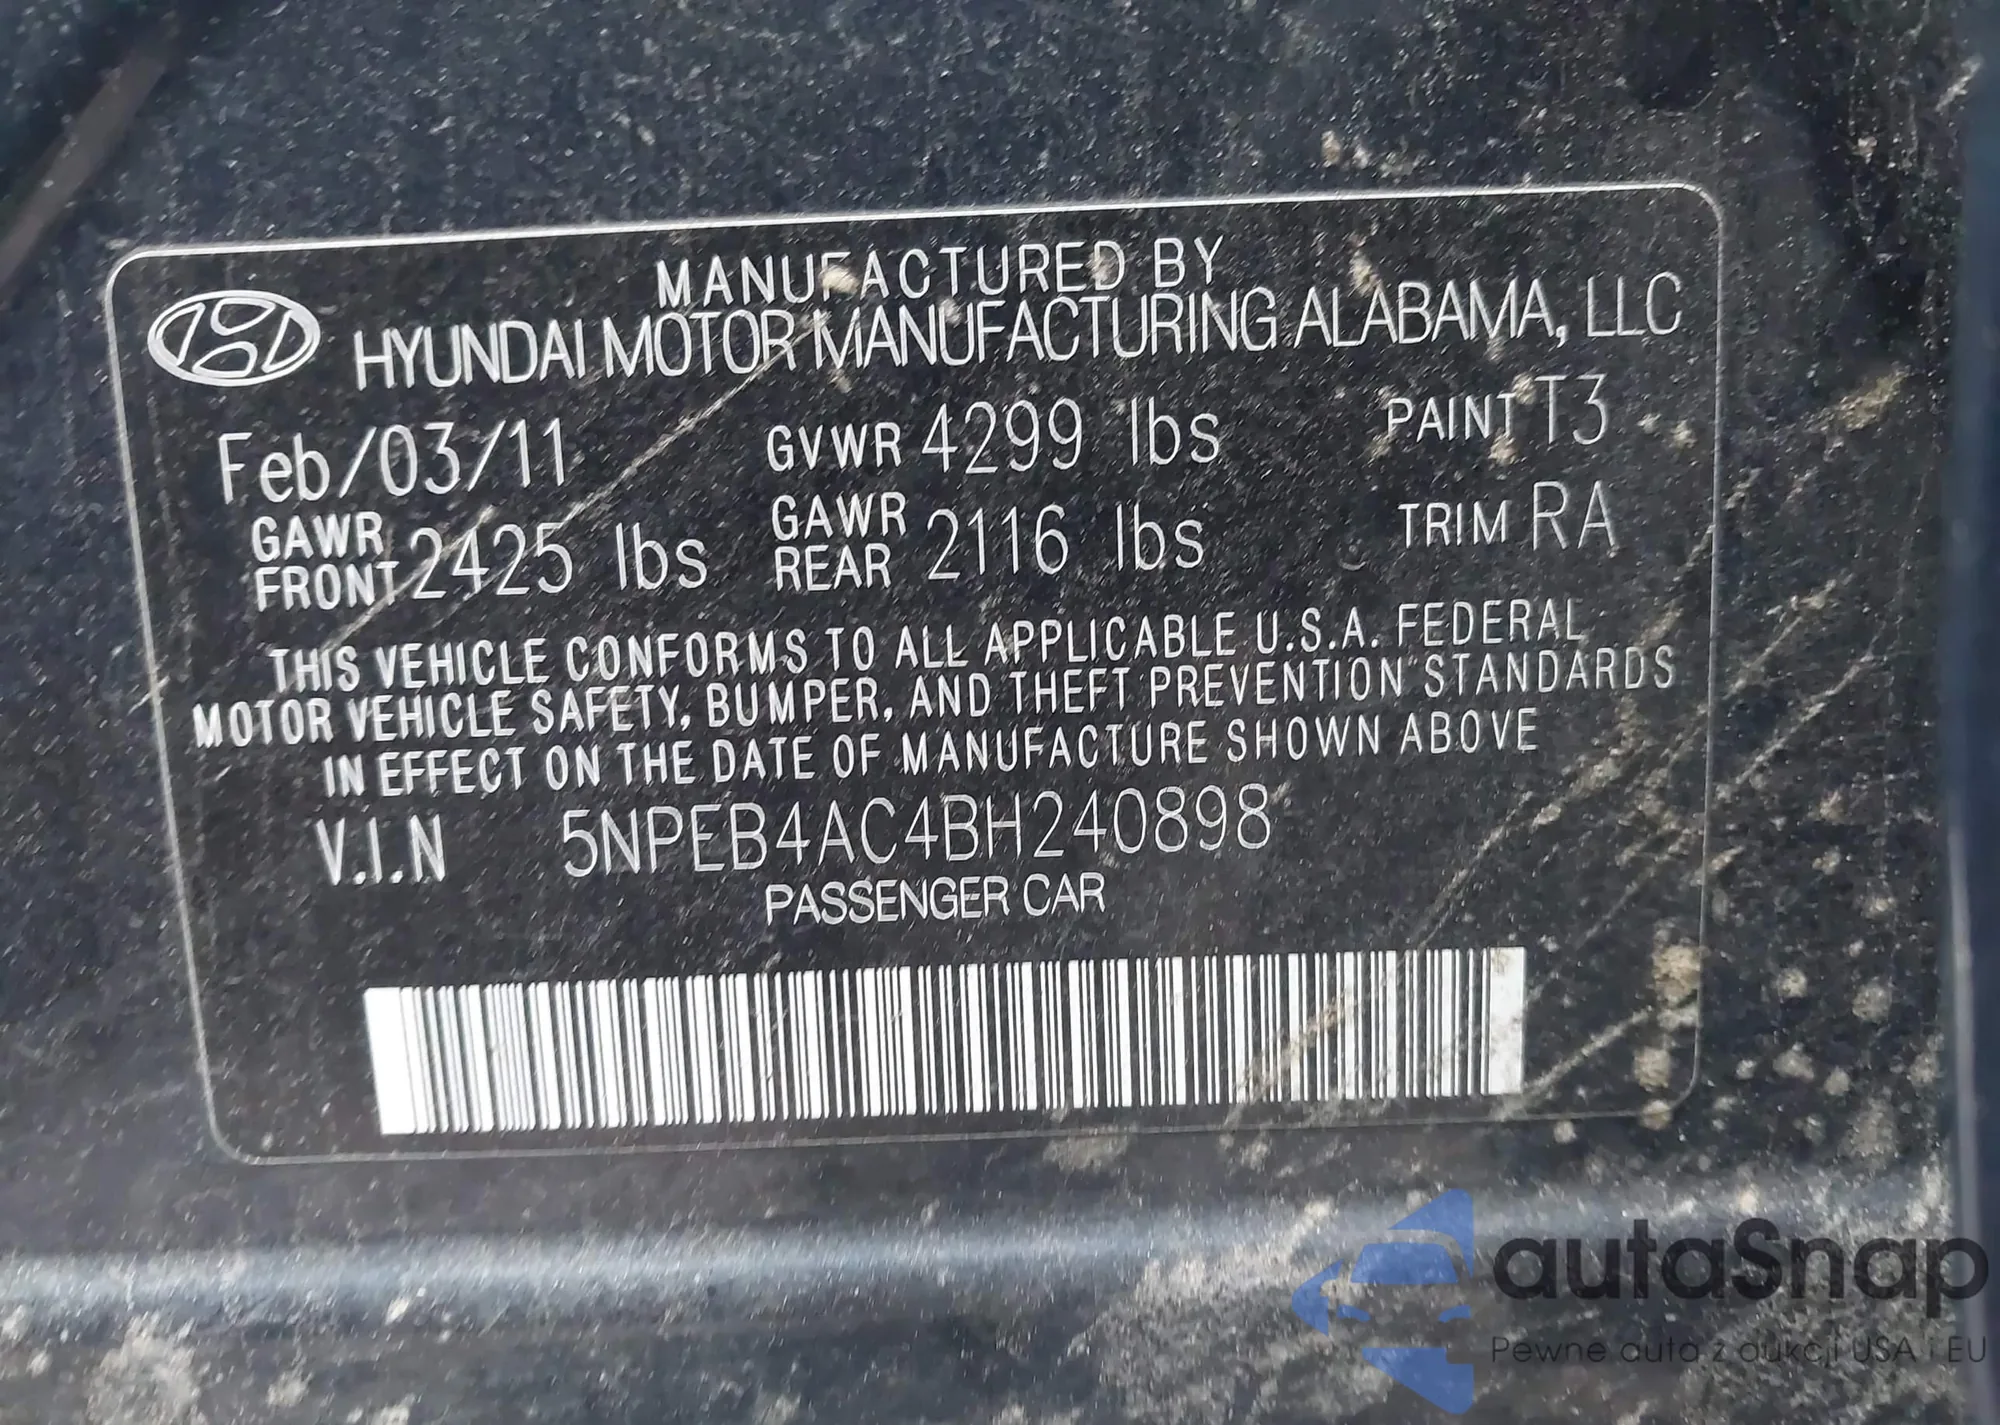 MANUFACTURED BY
HYUNDAI MOTOR MANUFACTURING ALABAMA, LLC
Feb/03/11 GVWR 4299 lbs PAINT T3
GAWR FRONT 2425 lbs GAWR REAR 2116 lbs TRIM RA
THIS VEHICLE CONFORMS TO ALL APPLICABLE U.S.A. FEDERAL
MOTOR VEHICLE SAFETY, BUMPER, AND THEFT PREVENTION STANDARDS
IN EFFECT ON THE DATE OF MANUFACTURE SHOWN ABOVE
V.I.N 5NPEB4AC4BH240898
PASSENGER CAR
autaSnap
Pewne auta z aukcji USA i EU